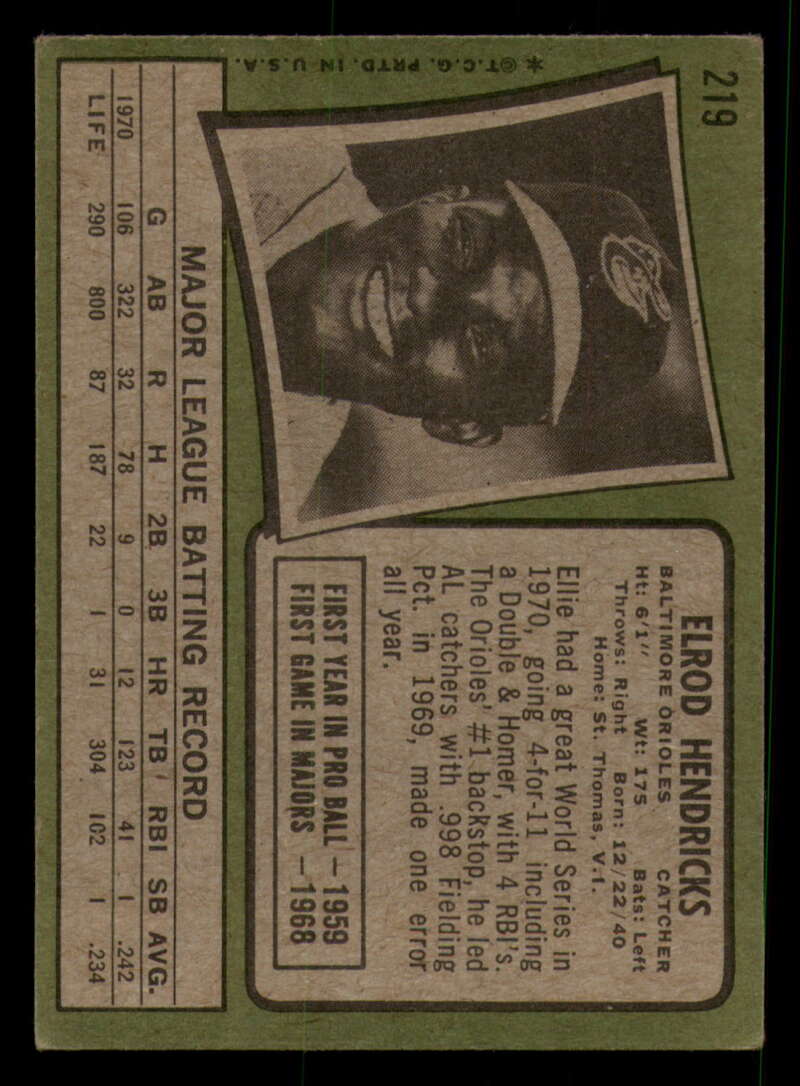 219
* © T.C.G. PRTD. IN U.S.A.
ELROD HENDRICKS
BALTIMORE ORIOLES CATCHER
Ht: 6'1" Wt: 175 Bats: Left
Throws: Right Born: 12/22/40
Home: St. Thomas, V.I.
Ellie had a great World Series in
1970, going 4-for-11 including
a Double & Homer, with 4 RBI's.
The Orioles' #1 backstop, he led
AL catchers with .998 Fielding
Pct. in 1969, made one error
all year.
FIRST YEAR IN PRO BALL — 1959
FIRST GAME IN MAJORS — 1968
MAJOR LEAGUE BATTING RECORD
G AB R H 2B 3B HR TB RBI SB AVG.
1970 106 322 32 78 9 0 12 123 41 1 .242
LIFE 290 800 87 187 22 1 31 304 102 1 .234